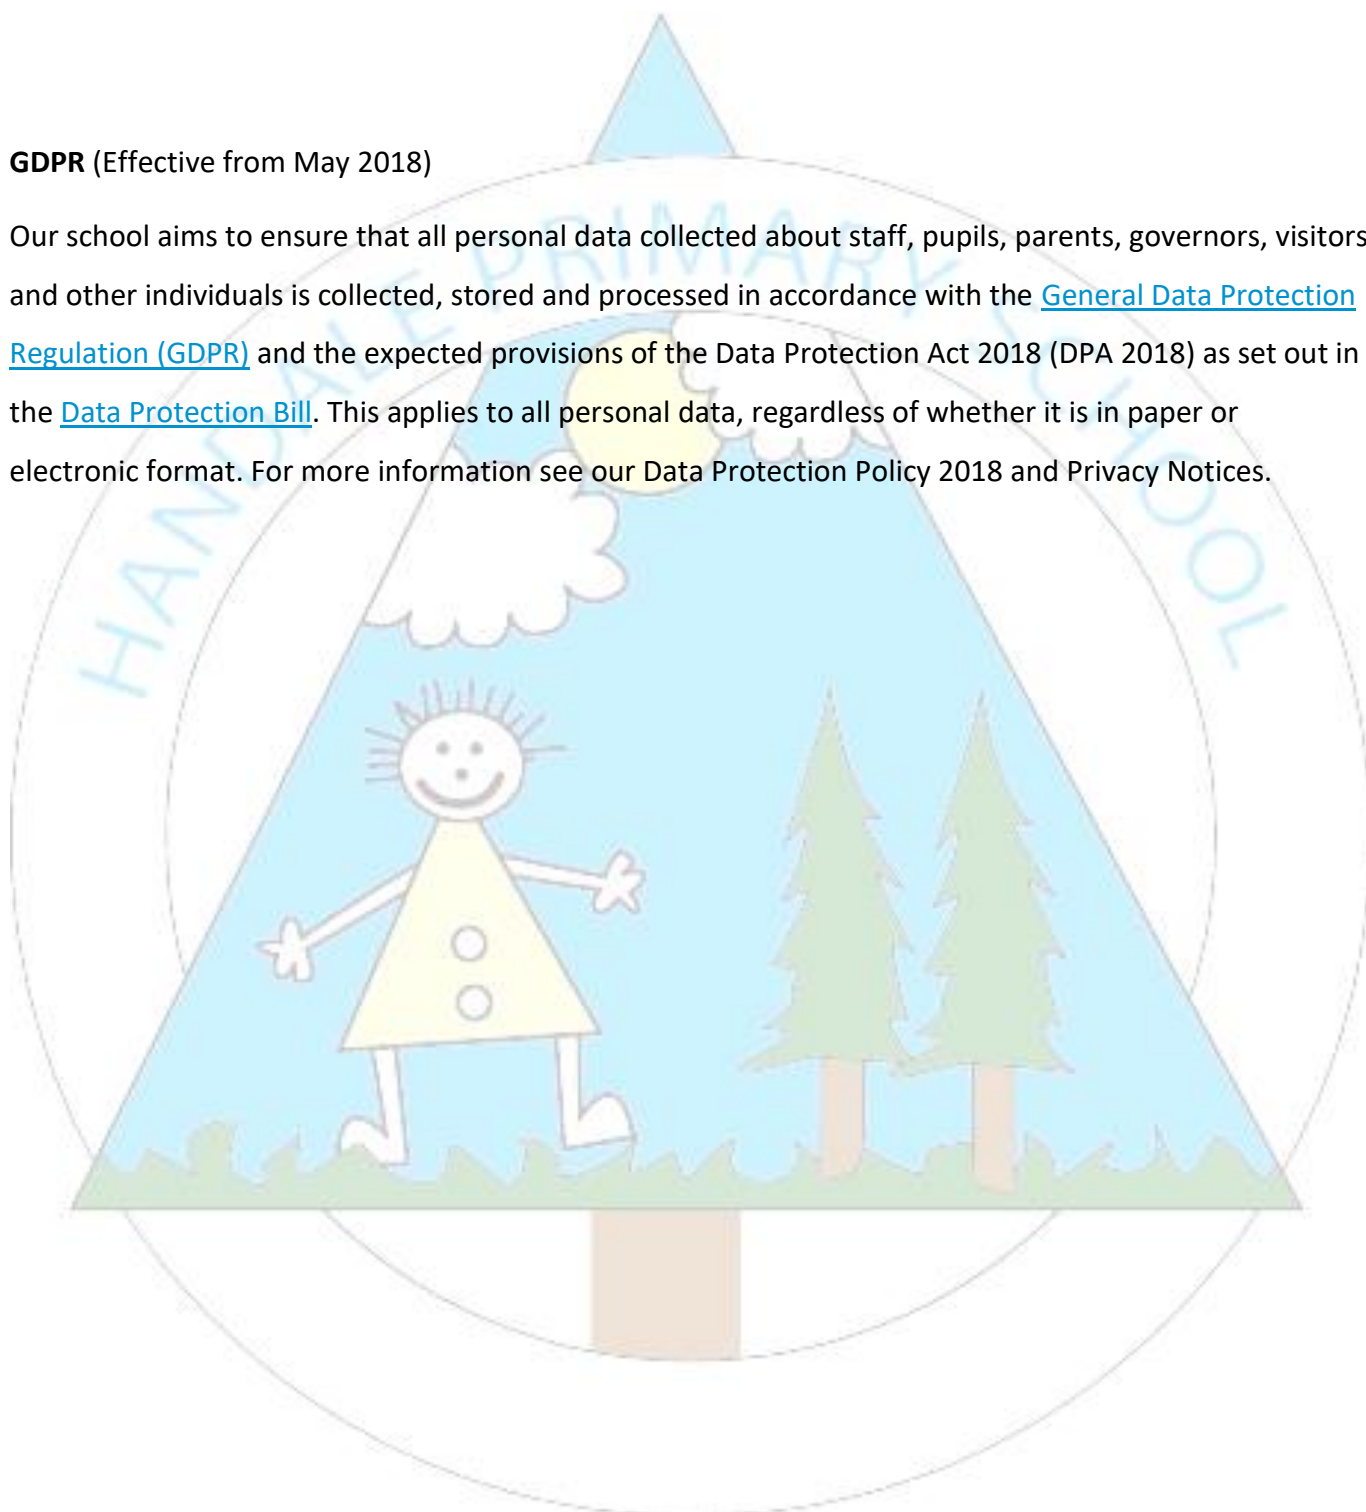 GDPR (Effective from May 2018)
Our school aims to ensure that all personal data collected about staff, pupils, parents, governors, visitors
and other individuals is collected, stored and processed in accordance with the General Data Protection
Regulation (GDPR) and the expected provisions of the Data Protection Act 2018 (DPA 2018) as set out in
the Data Protection Bill. This applies to all personal data, regardless of whether it is in paper or
electronic format. For more information see our Data Protection Policy 2018 and Privacy Notices.
HANDALE PRIMARY SCHOOL